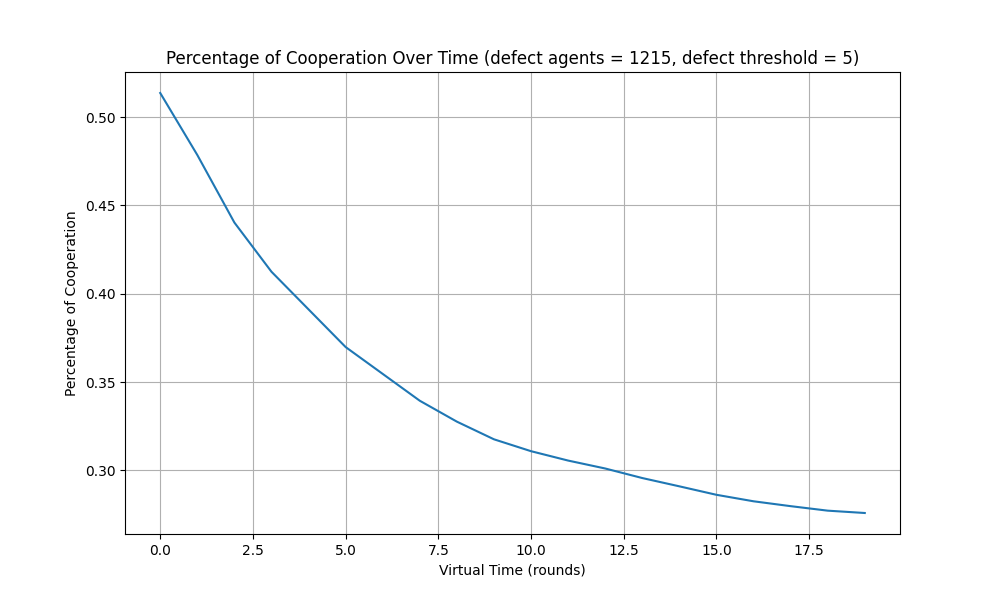 Percentage of Cooperation Over Time (defect agents = 1215, defect threshold = 5)
Percentage of Cooperation
0.50
0.45
0.40
0.35
0.30
0.0 2.5 5.0 7.5 10.0 12.5 15.0 17.5
Virtual Time (rounds)